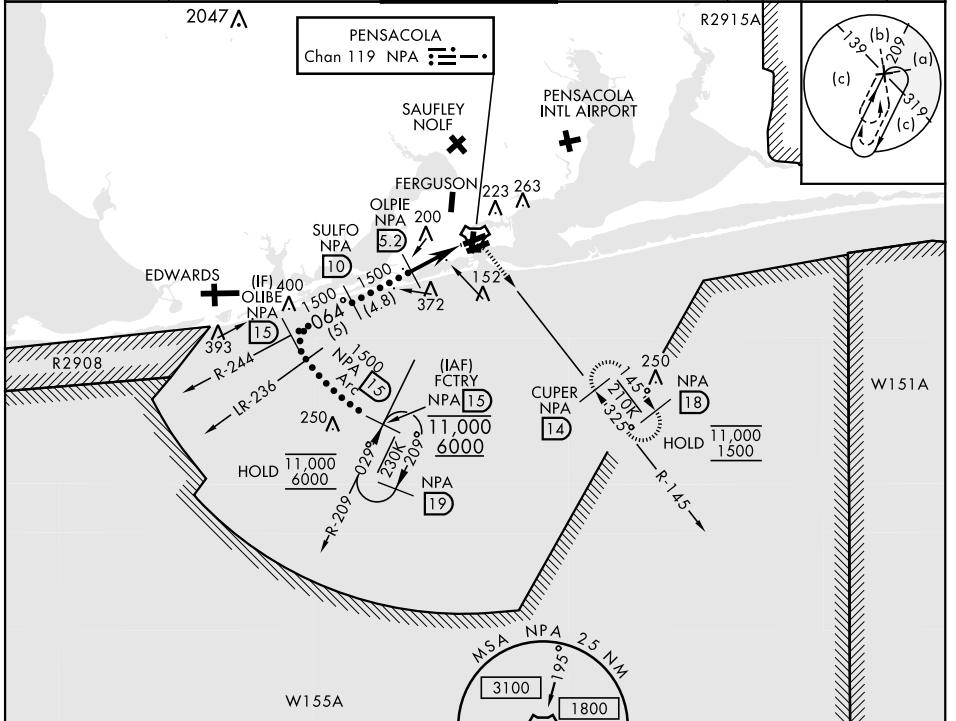 2047
R2915A
PENSACOLA
Chan 119 NPA
(b)
139
209
(a)
(c)
319
(c)
SAUFLEY
NOLF
PENSACOLA
INTL AIRPORT
FERGUSON
223
263
OLPIE
NPA
5.2
200
SULFO
NPA
10
EDWARDS
(IF)
OLIBE
NPA
15
400
1500
1500
064°
(5)
(4.8)
372
152
393
R-244
R2908
LR-236
1500
NPA
15
Arc
(IAF)
FCTRY
NPA 15
11,000
6000
250
HOLD 11,000
6000
029°
230K
209°
NPA
19
R-209
CUPER
NPA
14
145°
210K
325°
250
NPA
18
HOLD 11,000
1500
R-145
W151A
W155A
MSA NPA 25 NM
195°
3100
1800